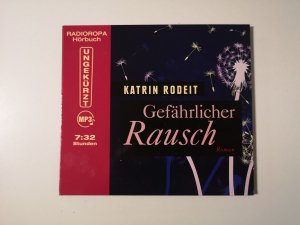 RADIOROPA
Hörbuch
UNGEKÜRZT
MP3
7:32
Stunden
KATRIN RODEIT
Gefährlicher
Rausch
Roman